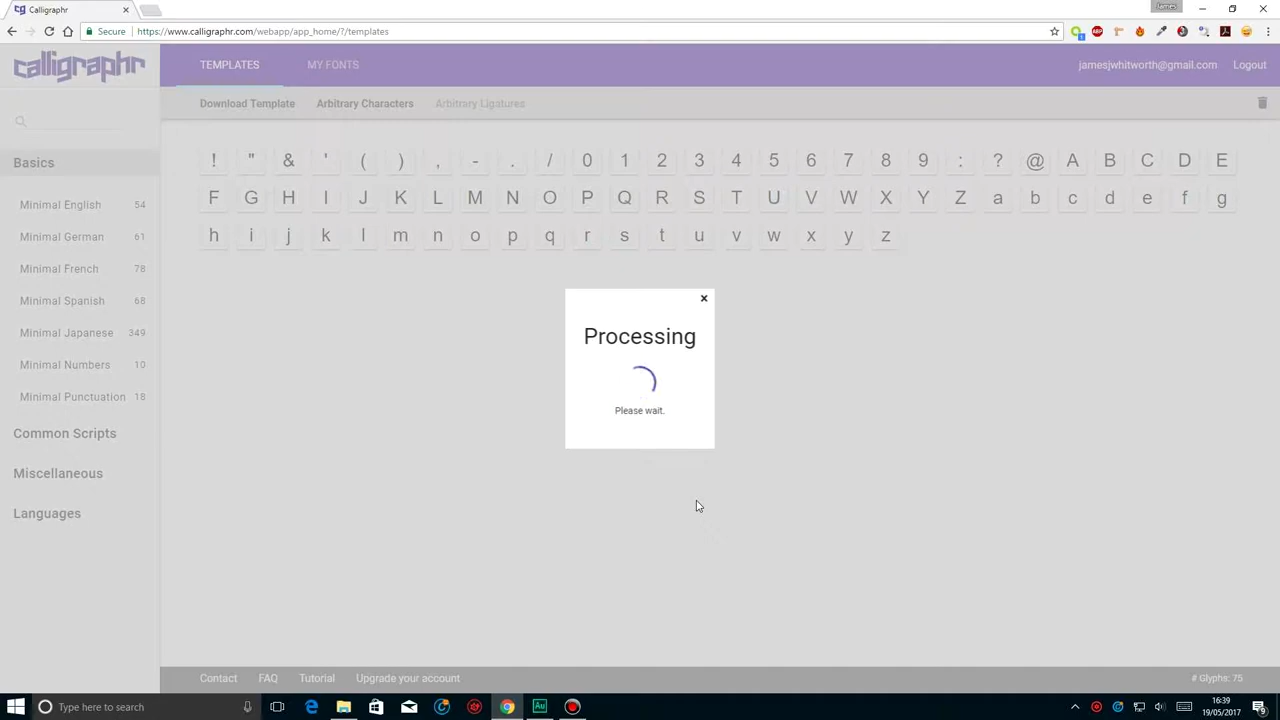 Calligraphr
James
Secure
https://www.calligraphr.com/webapp/app_home/?/templates
calligraphr
TEMPLATES
MY FONTS
jamesjwhitworth@gmail.com
Logout
Download Template
Arbitrary Characters
Arbitrary Ligatures
Basics
Minimal English 54
Minimal German 61
Minimal French 78
Minimal Spanish 68
Minimal Japanese 349
Minimal Numbers 10
Minimal Punctuation 18
Common Scripts
Miscellaneous
Languages
! " & ' ( ) , - . / 0 1 2 3 4 5 6 7 8 9 : ? @ A B C D E
F G H I J K L M N O P Q R S T U V W X Y Z a b c d e f g
h i j k l m n o p q r s t u v w x y z
Processing
Please wait.
Contact
FAQ
Tutorial
Upgrade your account
# Glyphs: 75
Type here to search
16:39
19/05/2017